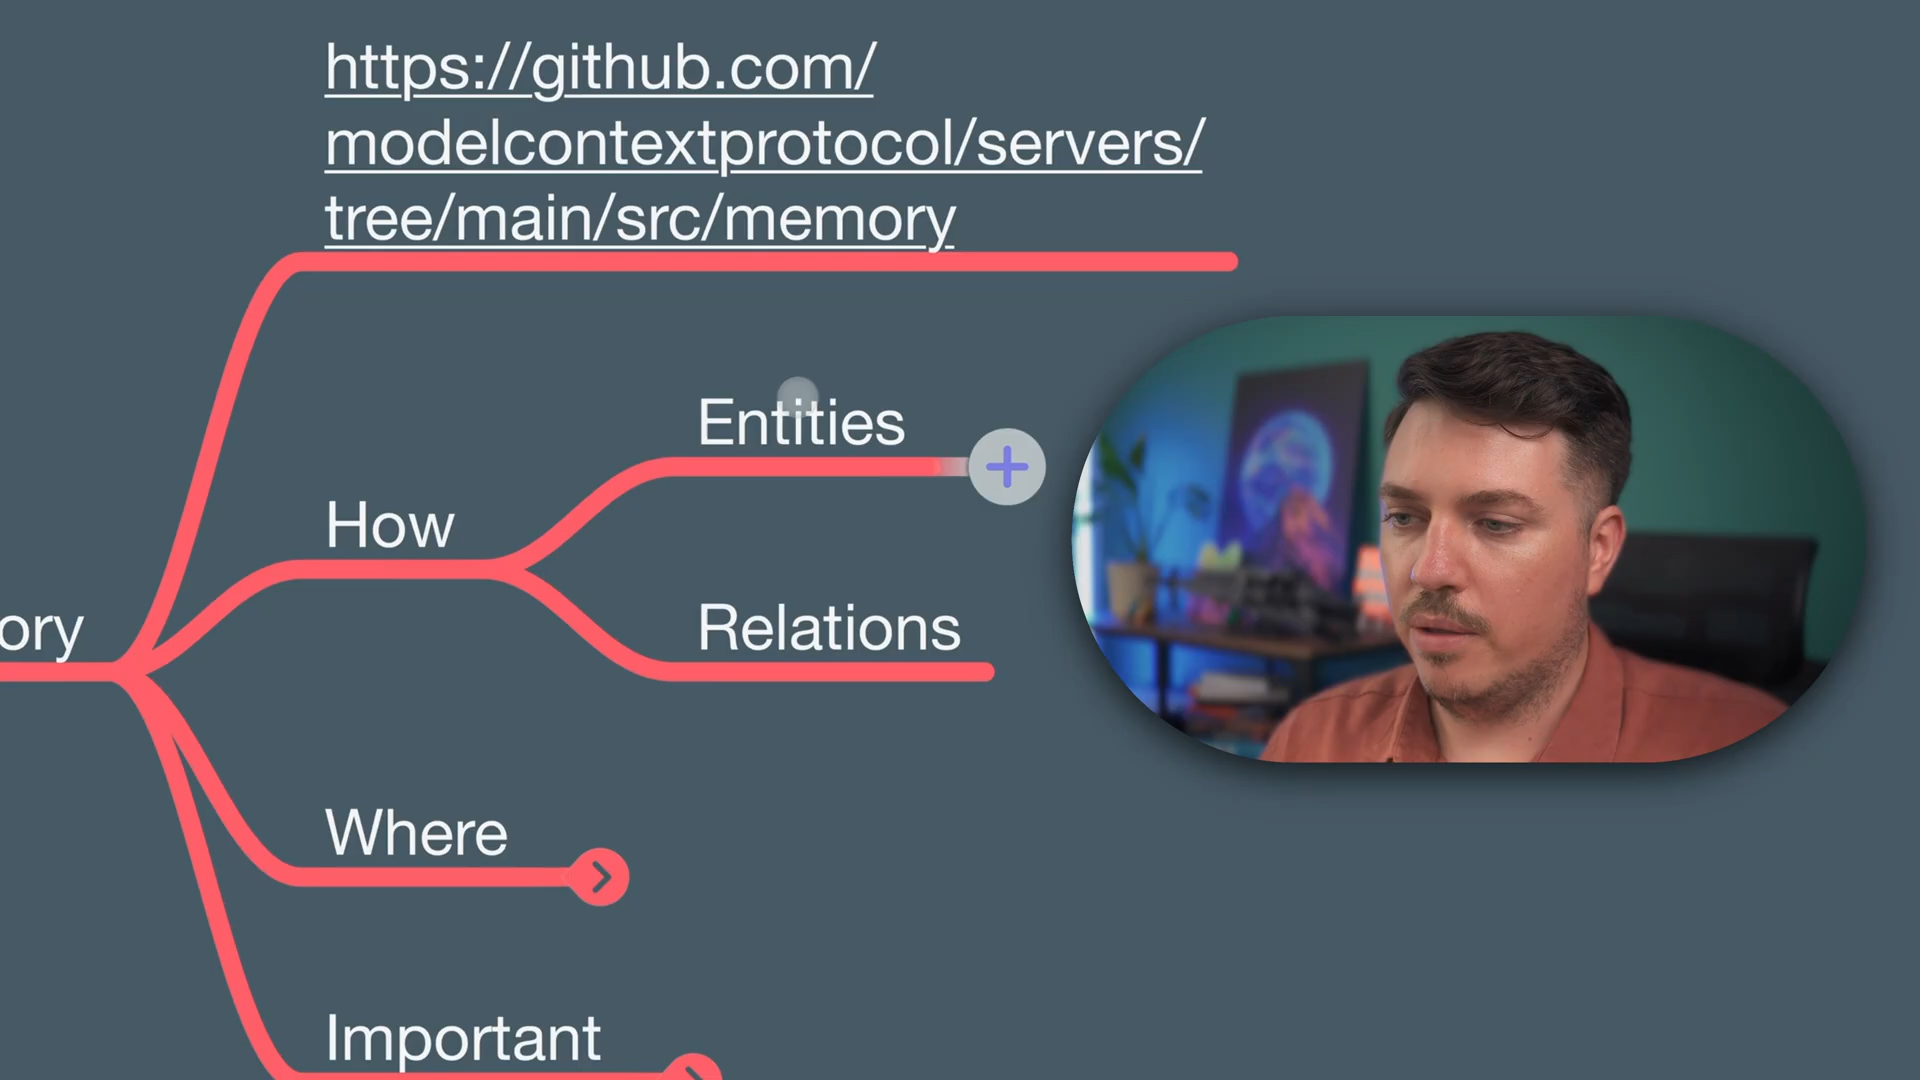 https://github.com/
modelcontextprotocol/servers/
tree/main/src/memory
Entities
How
Relations
ory
Where
Important